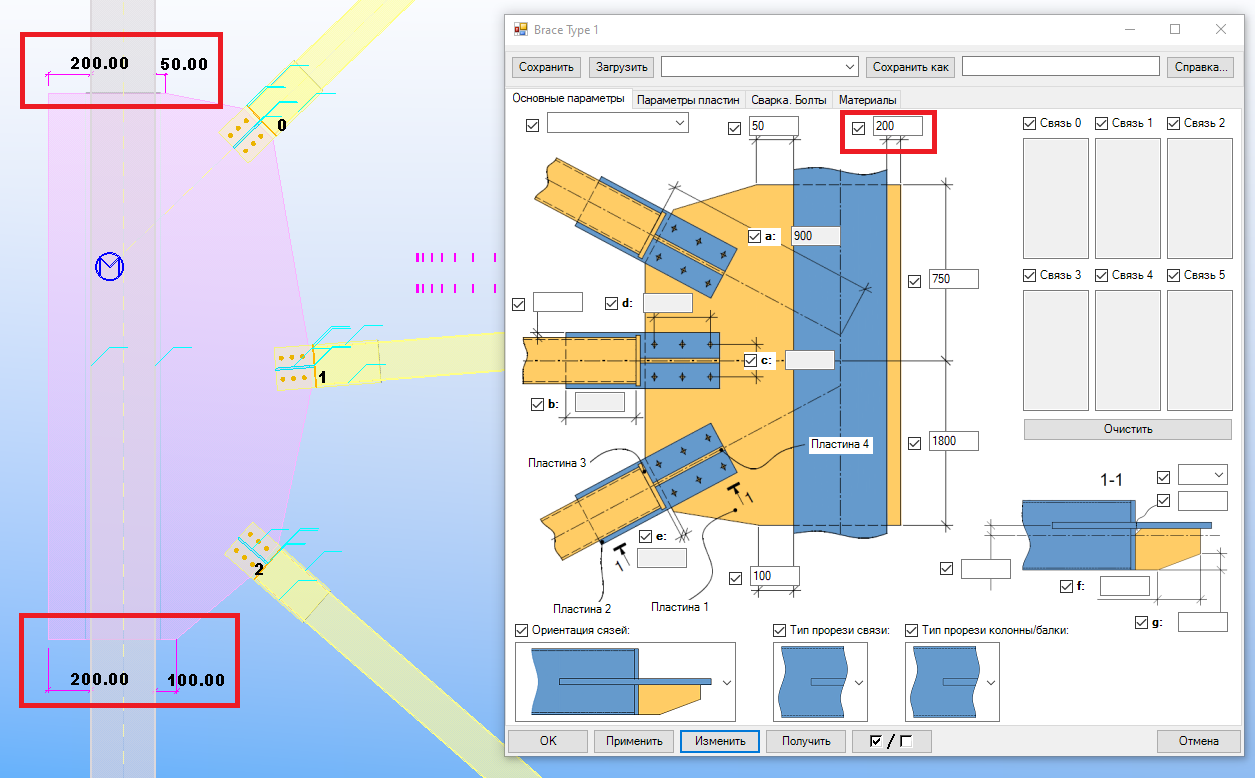 200.00 50.00
0
1
2
200.00 100.00
Brace Type 1
Сохранить Загрузить Сохранить как Справка...
Основные параметры Параметры пластин Сварка. Болты Материалы
50 200
Связь 0 Связь 1 Связь 2
a: 900
750
Связь 3 Связь 4 Связь 5
d:
c:
b:
Очистить
1800
Пластина 4
Пластина 3
1
1
e:
100
Пластина 2 Пластина 1
1-1
f:
g:
Ориентация сязей: Тип прорези связи: Тип прорези колонны/балки:
OK Применить Изменить Получить / Отмена